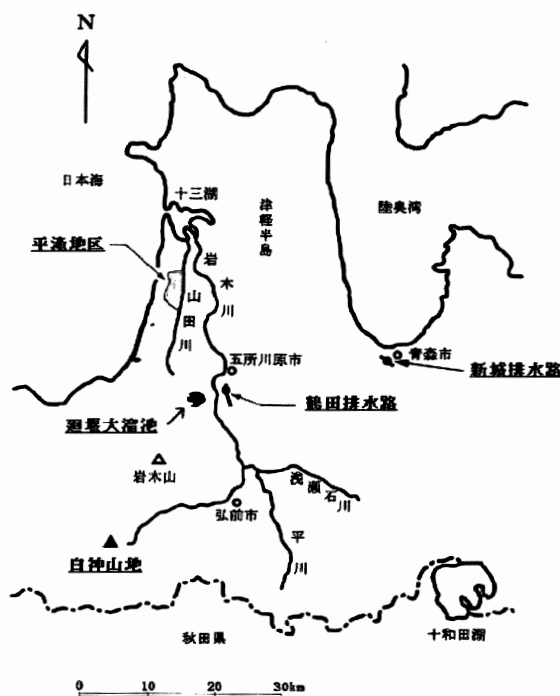 N
日本海
十三湖
津軽半島
陸奥湾
平滝地区
岩木川
山田川
五所川原市
青森市
新城排水路
鶴田排水路
廻堰大溜池
岩木山
浅瀬石川
弘前市
平川
白神山地
秋田県
十和田湖
0 10 20 30km